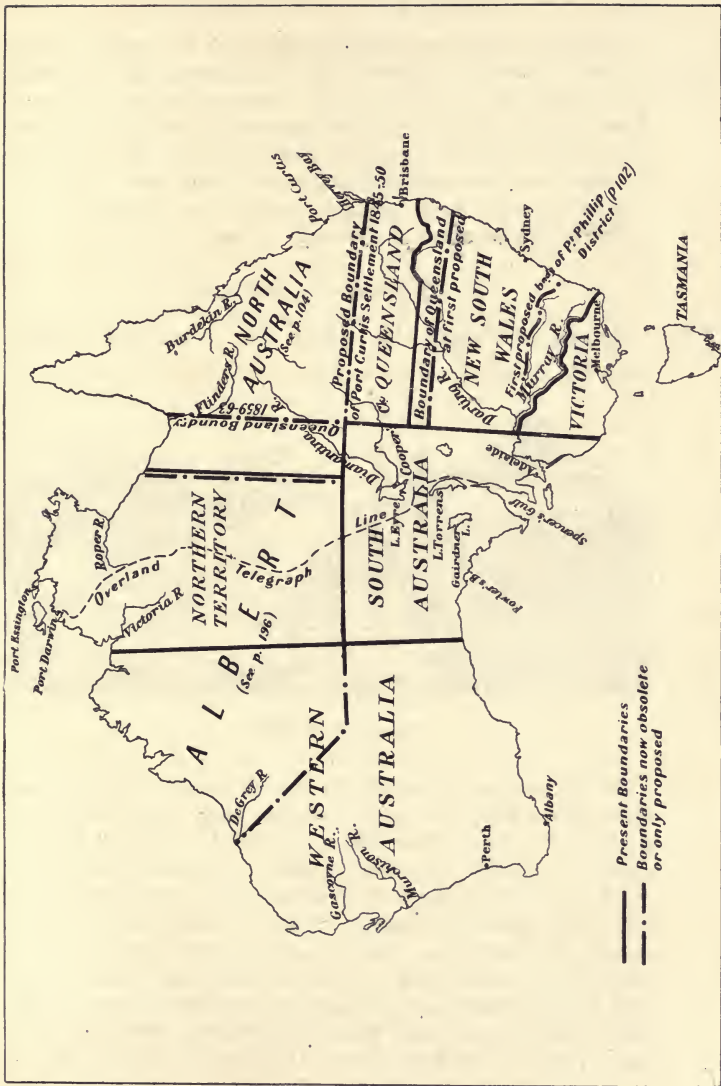 Port Essington
Port Darwin
Roper R.
Victoria R.
Overland
Telegraph
Line
NORTHERN
TERRITORY
ALBERT
(See p. 196)
De Grey R
WESTERN
AUSTRALIA
Gascoyne R.
Murchison R.
Perth
Albany
SOUTH
AUSTRALIA
L. Eyre
Cooper
L. Torrens
Gairdner
L.
Fowler's B.
Spencer's Gulf
Adelaide
Diamantina R.
Queensland Boundry 1859-63
Flinders R.
Burdekin R.
NORTH
AUSTRALIA
(See p. 104)
Port Curtis
Hervey Bay
Proposed Boundary
of Port Curtis Settlement 1845-50
QUEENSLAND
Brisbane
Boundary of Queensland
at first proposed
NEW SOUTH
WALES
Darling R.
Sydney
First proposed bdy. of Pt. Phillip
District (p 102)
Murray R.
VICTORIA
Melbourne
TASMANIA
Present Boundaries
Boundaries now obsolete
or only proposed